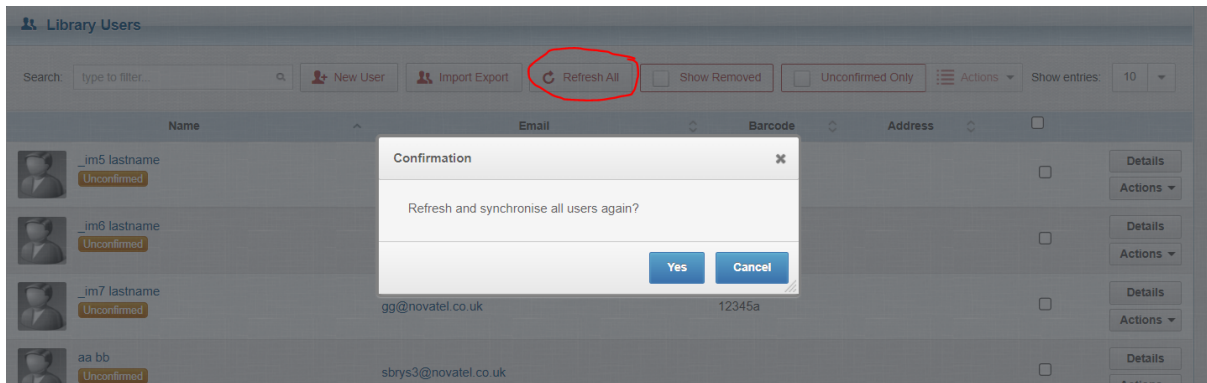 Library Users
Search: type to filter... New User Import Export Refresh All Show Removed Unconfirmed Only Actions Show entries: 10
Name Email Barcode Address
_im5 lastname
Unconfirmed
Details
Actions
Confirmation
Refresh and synchronise all users again?
Yes Cancel
_im6 lastname
Unconfirmed
Details
Actions
_im7 lastname
Unconfirmed
gg@novatel.co.uk 12345a
Details
Actions
aa bb
Unconfirmed
sbrys3@novatel.co.uk
Details
Actions